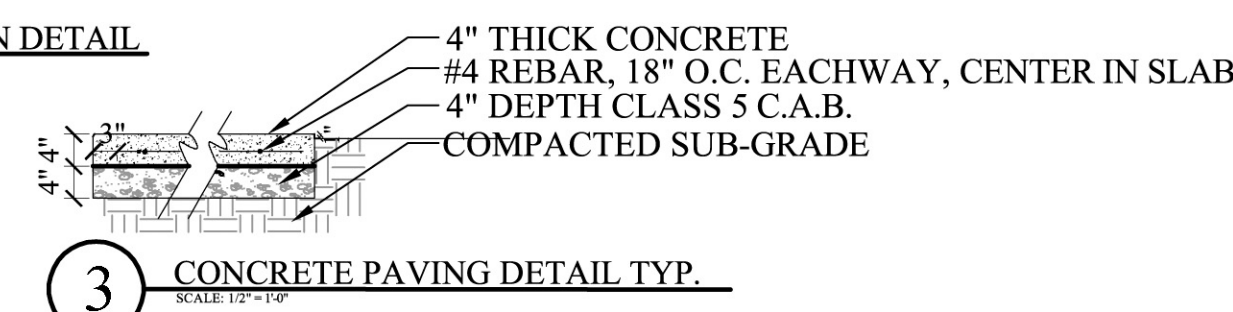 N DETAIL
4" THICK CONCRETE
#4 REBAR, 18" O.C. EACHWAY, CENTER IN SLAB
4" DEPTH CLASS 5 C.A.B.
COMPACTED SUB-GRADE
3"
1"
4"
4"
3
CONCRETE PAVING DETAIL TYP.
SCALE: 1/2" = 1'-0"